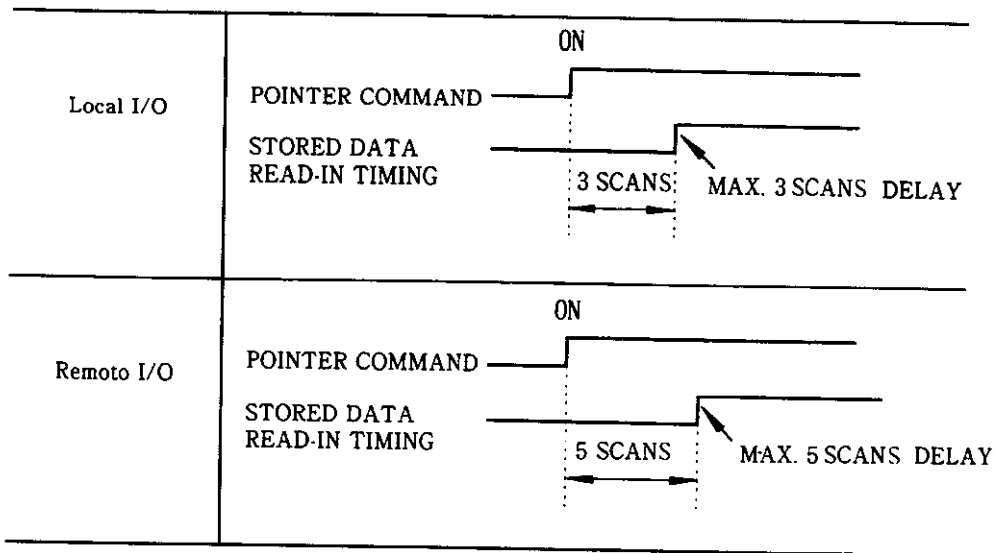 ON
Local I/O
POINTER COMMAND
STORED DATA
READ-IN TIMING
3 SCANS
MAX. 3 SCANS DELAY
ON
Remoto I/O
POINTER COMMAND
STORED DATA
READ-IN TIMING
5 SCANS
MAX. 5 SCANS DELAY